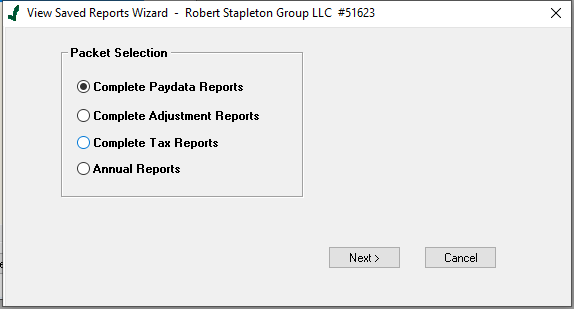 View Saved Reports Wizard - Robert Stapleton Group LLC #51623
Packet Selection
Complete Paydata Reports
Complete Adjustment Reports
Complete Tax Reports
Annual Reports
Next >
Cancel